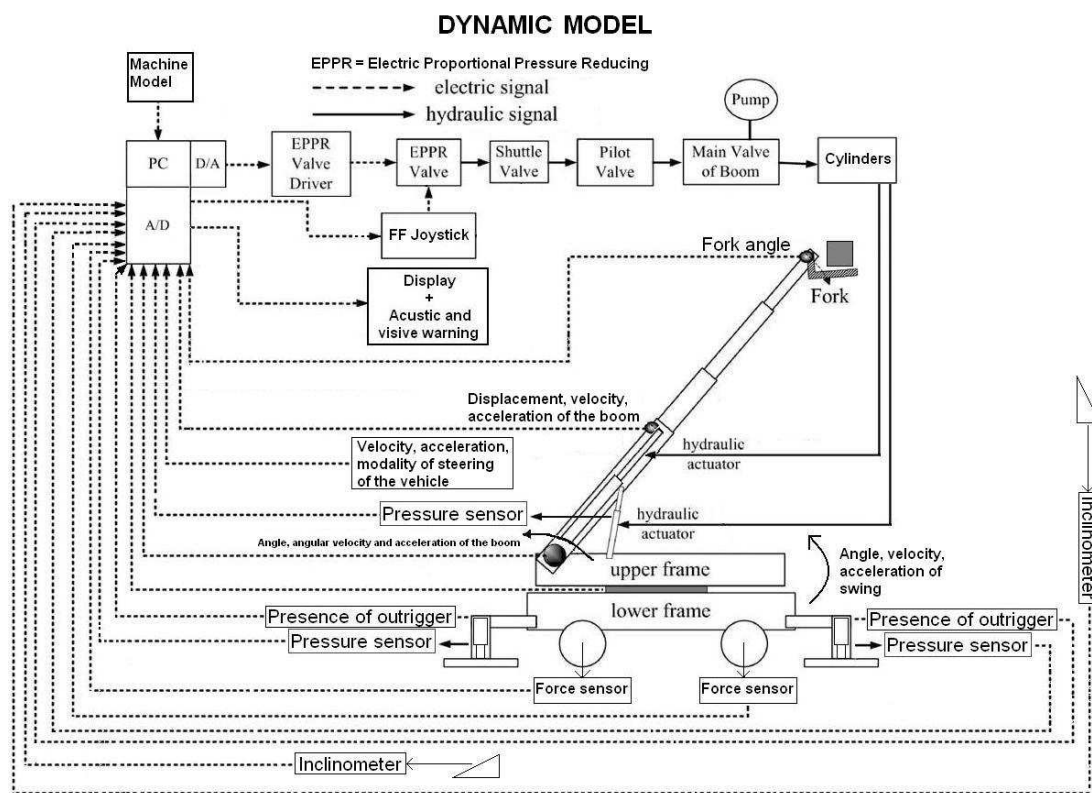 DYNAMIC MODEL
Machine
Model
EPPR = Electric Proportional Pressure Reducing
electric signal
hydraulic signal
Pump
PC
D/A
EPPR
Valve
Driver
EPPR
Valve
Shuttle
Valve
Pilot
Valve
Main Valve
of Boom
Cylinders
A/D
FF Joystick
Fork angle
Display
+
Acustic and
visive warning
Fork
Displacement, velocity,
acceleration of the boom
Velocity, acceleration,
modality of steering
of the vehicle
hydraulic
actuator
Pressure sensor
hydraulic
actuator
Inclinometer
Angle, angular velocity and acceleration of the boom
Angle, velocity,
acceleration of
swing
upper frame
lower frame
Presence of outrigger
Presence of outrigger
Pressure sensor
Pressure sensor
Force sensor
Force sensor
Inclinometer